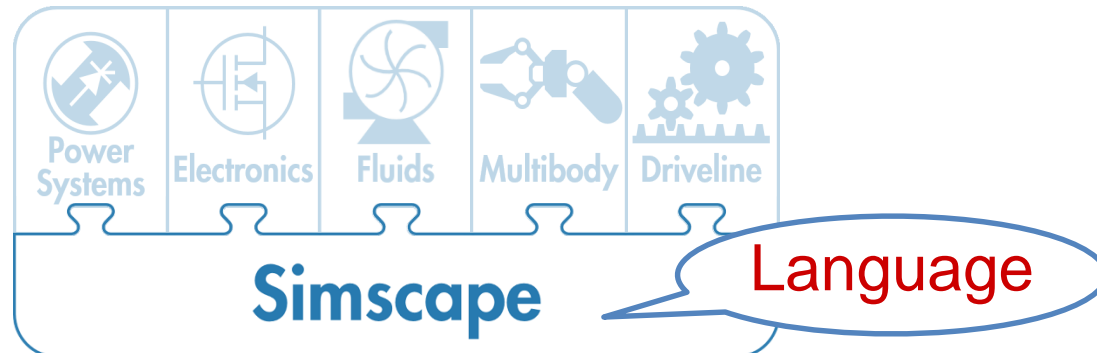 Power
Systems
Electronics
Fluids
Multibody
Driveline
Simscape
Language